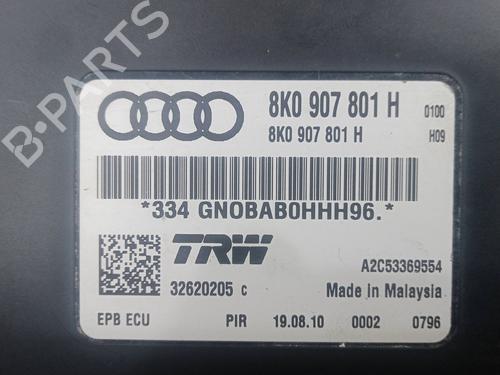 B-PARTS
8K0 907 801 H 0100
8K0 907 801 H H09
*334 GNOBAB0HHH96.*
TRW
A2C53369554
32620205 C Made in Malaysia
EPB ECU PIR 19.08.10 0002 0796